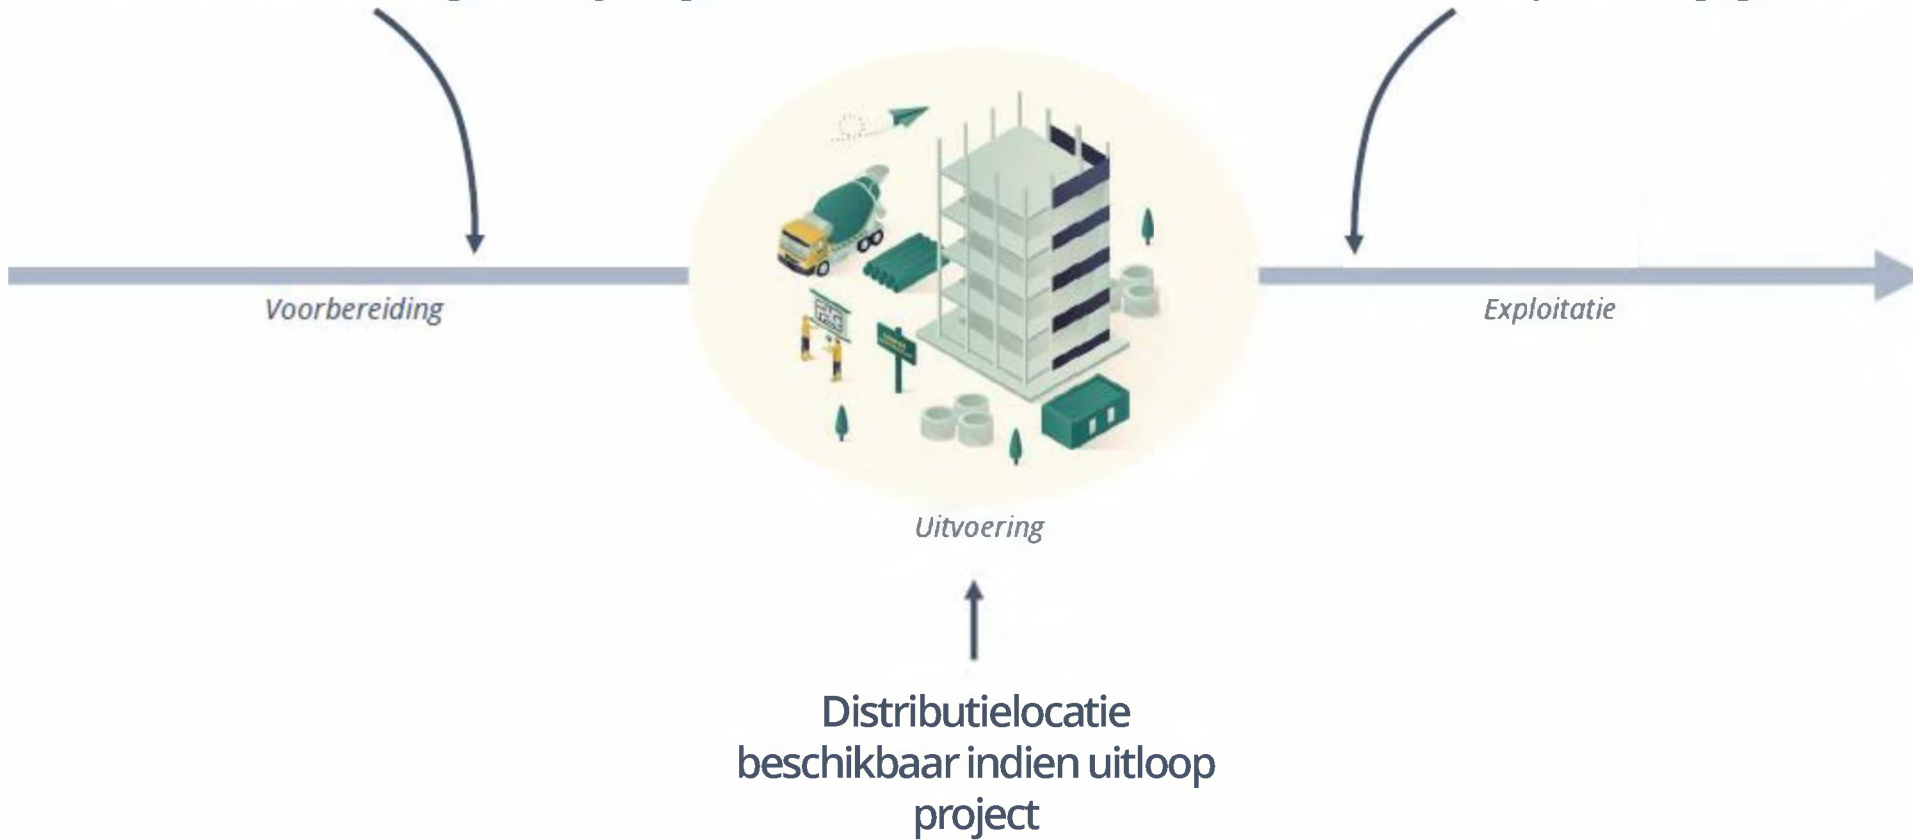 Voorbereiding
Exploitatie
Uitvoering
Distributielocatie
beschikbaar indien uitloop
project